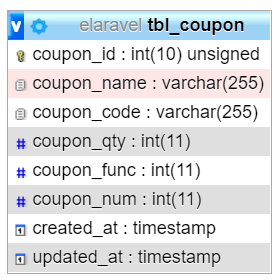 v elaravel tbl_coupon
coupon_id : int(10) unsigned
coupon_name : varchar(255)
coupon_code : varchar(255)
# coupon_qty : int(11)
# coupon_func : int(11)
# coupon_num : int(11)
created_at : timestamp
updated_at : timestamp